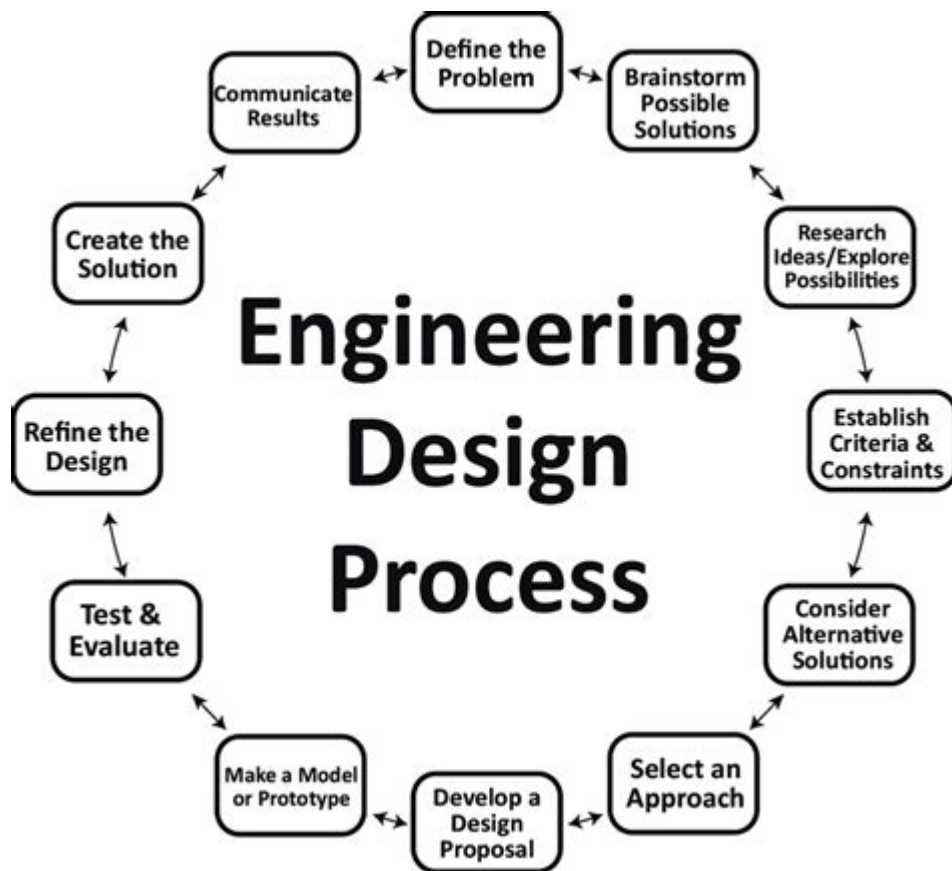 Define the
Problem
Brainstorm
Possible
Solutions
Research
Ideas/Explore
Possibilities
Establish
Criteria &
Constraints
Consider
Alternative
Solutions
Select an
Approach
Develop a
Design
Proposal
Make a Model
or Prototype
Test &
Evaluate
Refine the
Design
Create the
Solution
Communicate
Results
Engineering
Design
Process